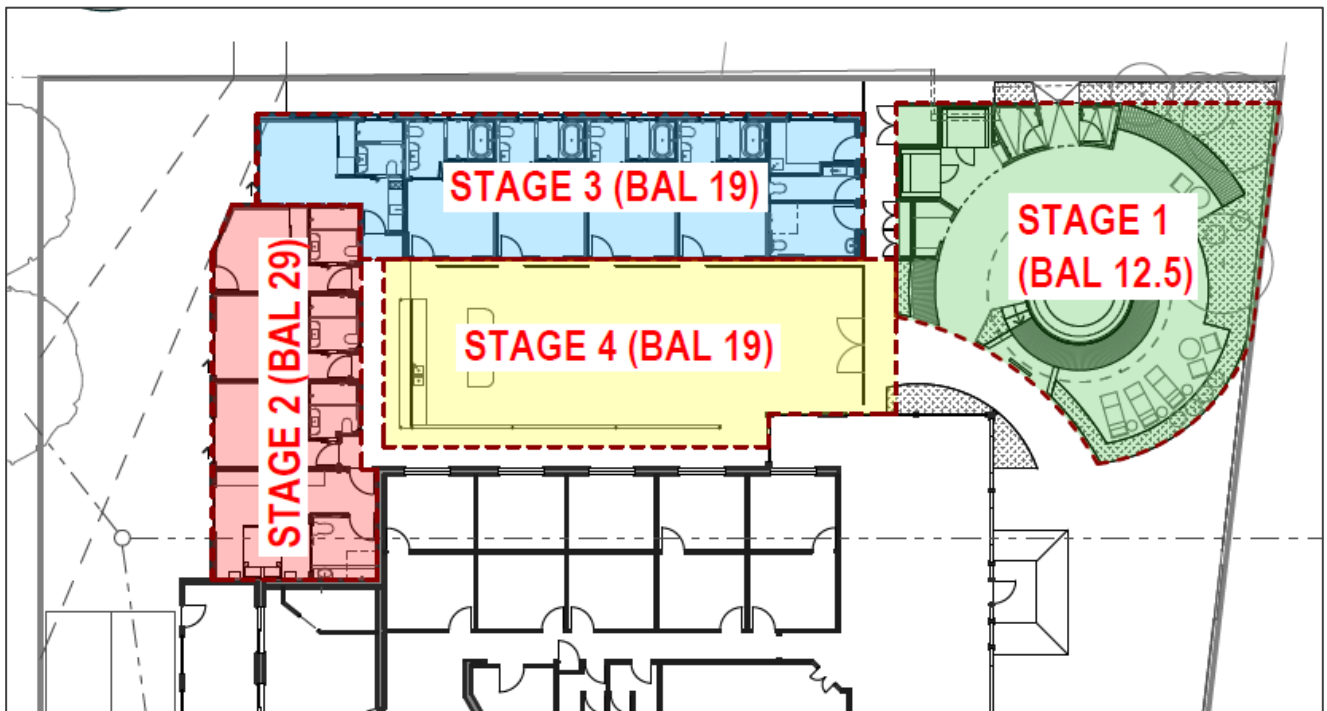 STAGE 3 (BAL 19)
STAGE 1
(BAL 12.5)
STAGE 2 (BAL 29)
STAGE 4 (BAL 19)